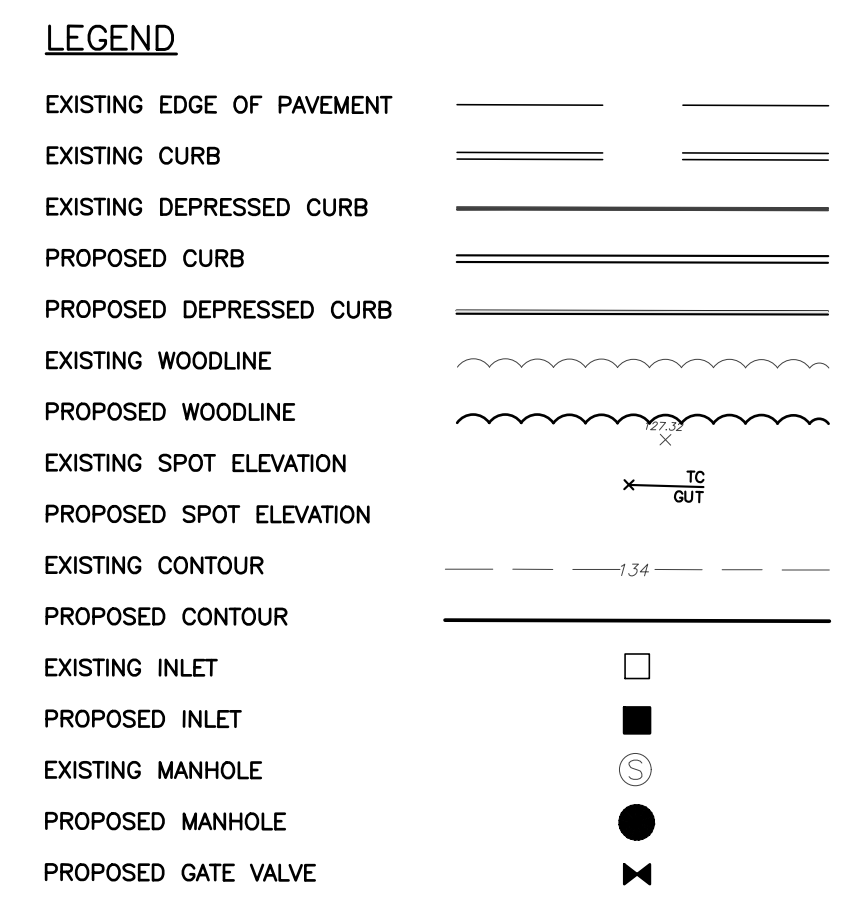 LEGEND
EXISTING EDGE OF PAVEMENT
EXISTING CURB
EXISTING DEPRESSED CURB
PROPOSED CURB
PROPOSED DEPRESSED CURB
EXISTING WOODLINE
PROPOSED WOODLINE
127.32
EXISTING SPOT ELEVATION
TC
GUT
PROPOSED SPOT ELEVATION
EXISTING CONTOUR 134
PROPOSED CONTOUR
EXISTING INLET
PROPOSED INLET
EXISTING MANHOLE S
PROPOSED MANHOLE
PROPOSED GATE VALVE